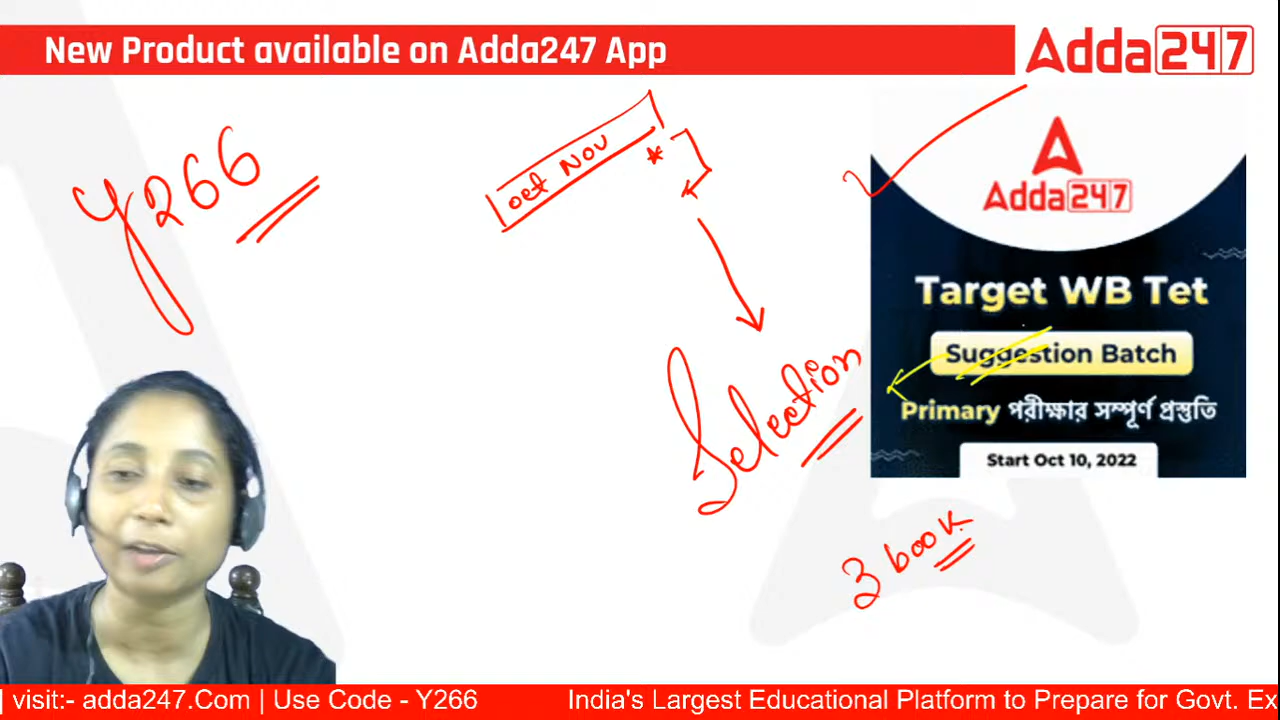 New Product available on Adda247 App
Adda247
Y266
oct Nov
*
Adda247
Target WB Tet
Suggestion Batch
Primary পরীক্ষার সম্পূর্ণ প্রস্তুতি
Start Oct 10, 2022
Selection
3 book
| visit:- adda247.Com | Use Code - Y266 India's Largest Educational Platform to Prepare for Govt. Ex